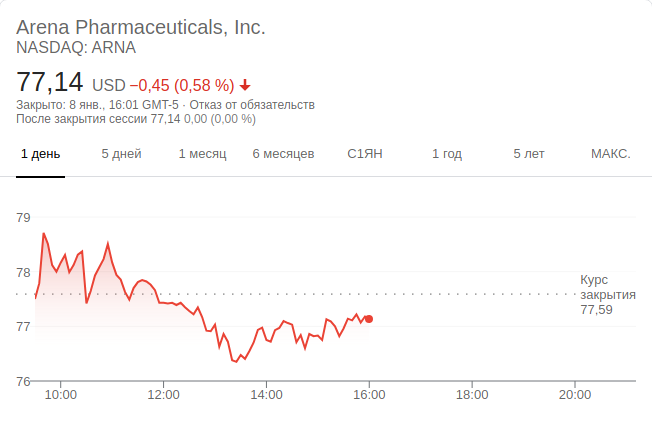 Arena Pharmaceuticals, Inc.
NASDAQ: ARNA
77,14 USD −0,45 (0,58 %)
Закрыто: 8 янв., 16:01 GMT-5 · Отказ от обязательств
После закрытия сессии 77,14 0,00 (0,00 %)
1 день 5 дней 1 месяц 6 месяцев С1ЯН 1 год 5 лет МАКС.
79
78
Курс
закрытия
77,59
77
76
10:00 12:00 14:00 16:00 18:00 20:00